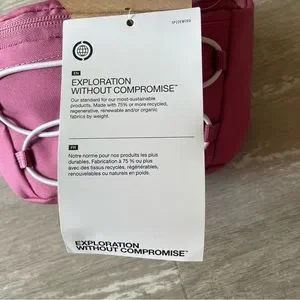 EN
EXPLORATION
WITHOUT COMPROMISE™
Our standard for our most-sustainable
products. Made with 75% or more recycled,
regenerative, renewable and/or organic
fabrics by weight.
FR
Notre norme pour nos produits les plus
durables. Fabrication à 75 % ou plus
avec des tissus recyclés, régénérables,
renouvelables ou naturels en poids.
EXPLORATION
WITHOUT COMPROMISE™